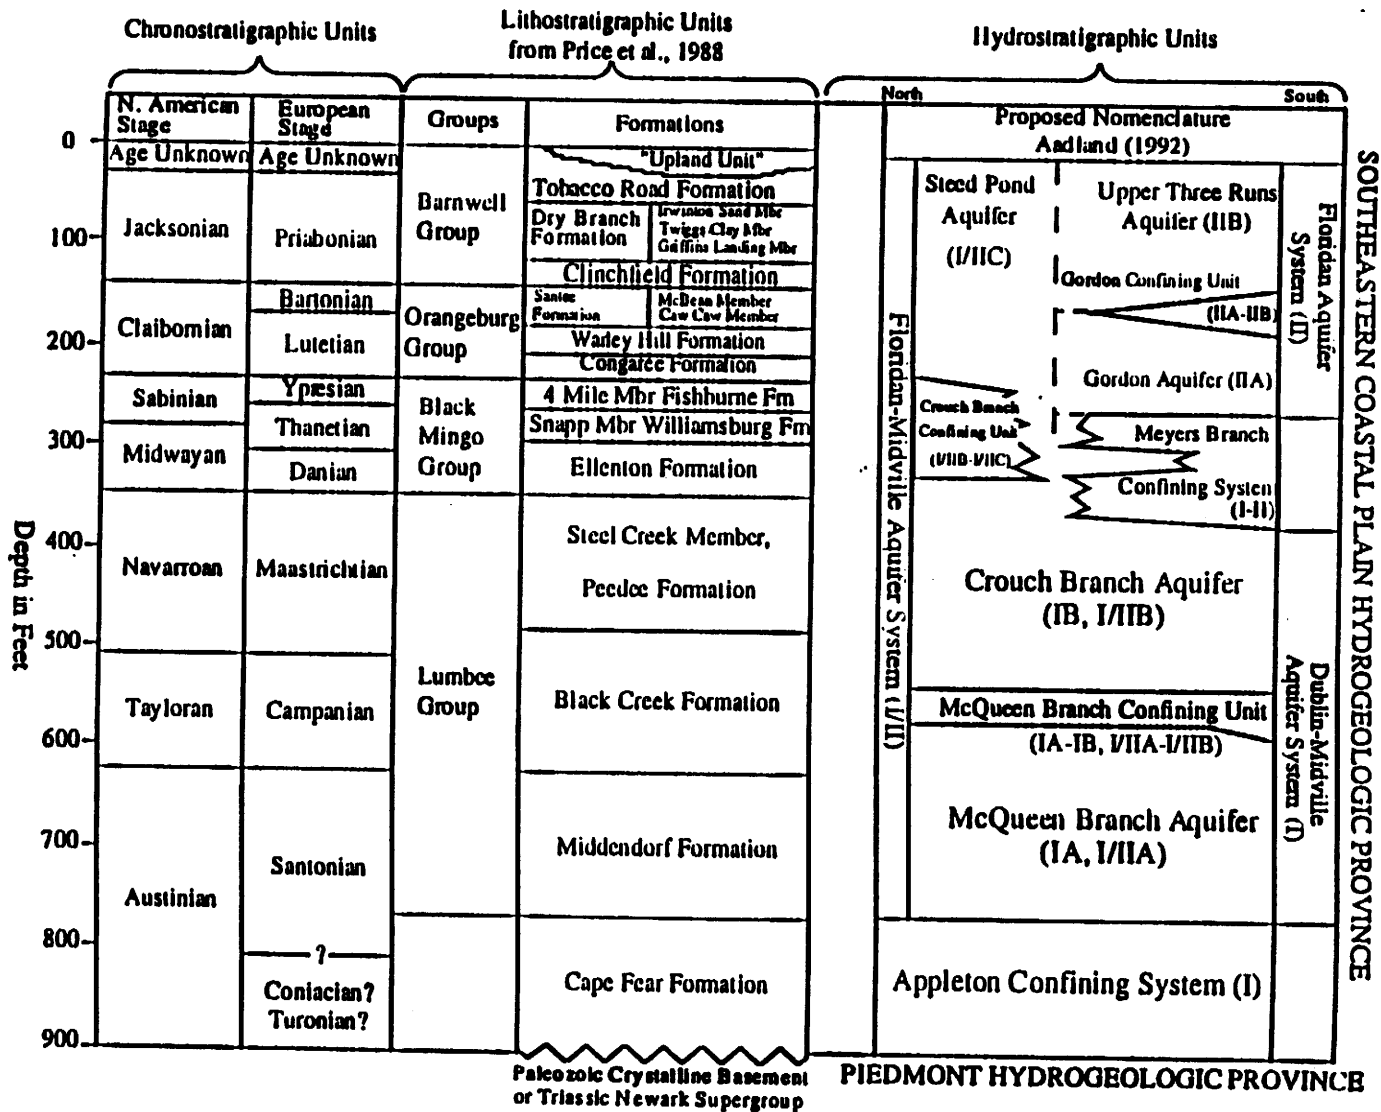 Chronostratigraphic Units
Lithostratigraphic Units
from Price et al., 1988
Hydrostratigraphic Units
N. American
Stage
European
Stage
Groups
Formations
North
South
Proposed Nomenclature
Aadland (1992)
Depth in Feet
0
100
200
300
400
500
600
700
800
900
Age Unknown
Jacksonian
Claibornian
Sabinian
Midwayan
Navarroan
Tayloran
Austinian
Age Unknown
Priabonian
Bartonian
Lutetian
Ypresian
Thanetian
Danian
Maastrichtian
Campanian
Santonian
?
Coniacian?
Turonian?
Barnwell
Group
Orangeburg
Group
Black
Mingo
Group
Lumbee
Group
"Upland Unit"
Tobacco Road Formation
Dry Branch
Formation
Irwinton Sand Mbr
Twiggs Clay Mbr
Griffins Landing Mbr
Clinchfield Formation
Santee
Formation
McBean Member
Caw Caw Member
Warley Hill Formation
Congaree Formation
4 Mile Mbr Fishburne Fm
Snapp Mbr Williamsburg Fm
Ellenton Formation
Steel Creek Member,
Peedee Formation
Black Creek Formation
Middendorf Formation
Cape Fear Formation
Paleozoic Crystalline Basement
or Triassic Newark Supergroup
Floridan-Midville Aquifer System (I/II)
Steed Pond
Aquifer
(I/IIC)
Upper Three Runs
Aquifer (IIB)
Gordon Confining Unit
(IIA-IIB)
Gordon Aquifer (IIA)
Crouch Branch
Confining Unit
(I/IIB-I/IIC)
Meyers Branch
Confining System
(I-II)
Crouch Branch Aquifer
(IB, I/IIB)
McQueen Branch Confining Unit
(IA-IB, I/IIA-I/IIB)
McQueen Branch Aquifer
(IA, I/IIA)
Appleton Confining System (I)
Floridan Aquifer
System (II)
Dublin-Midville
Aquifer System (I)
SOUTHEASTERN COASTAL PLAIN HYDROGEOLOGIC PROVINCE
PIEDMONT HYDROGEOLOGIC PROVINCE